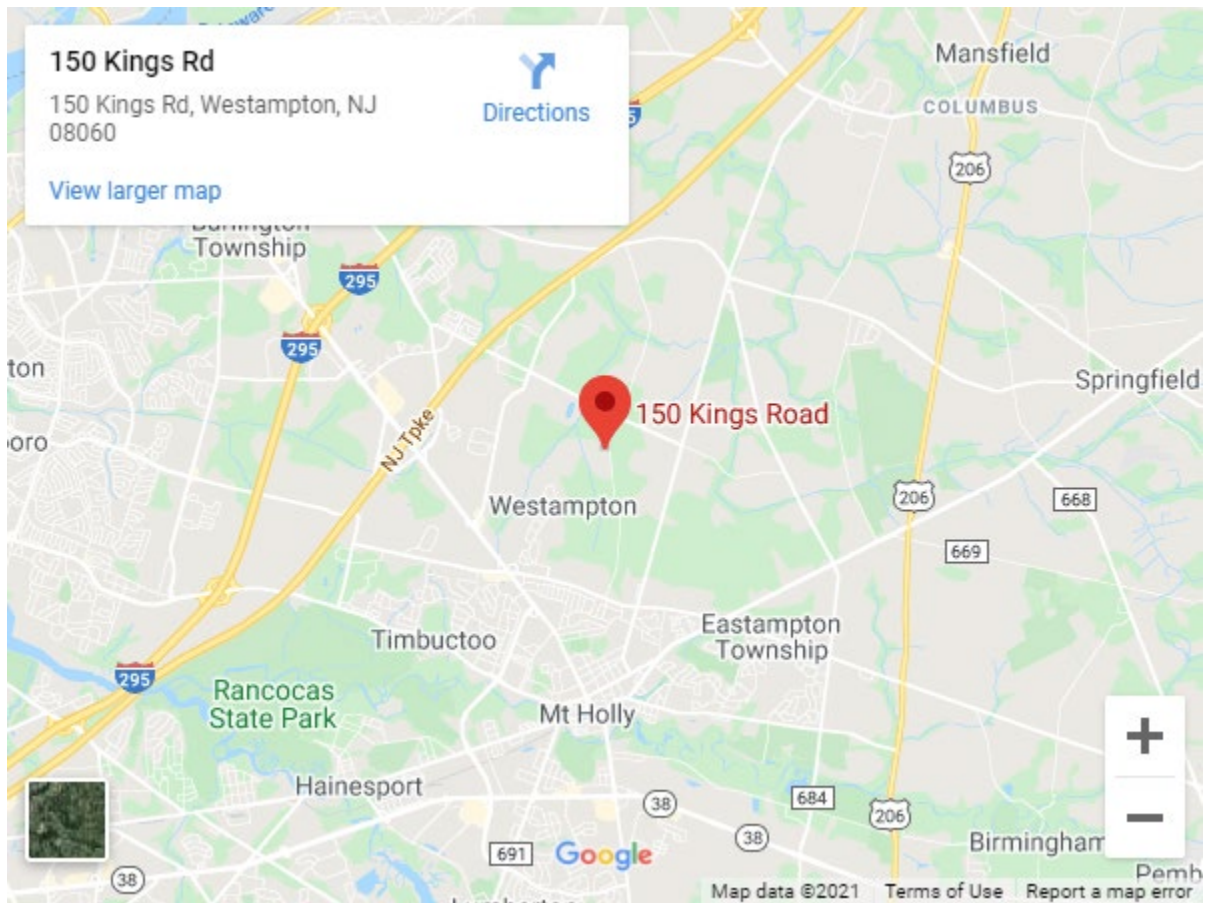 150 Kings Rd
150 Kings Rd, Westampton, NJ
08060
Directions
View larger map
Mansfield
COLUMBUS
206
Township
295
295
ton
Springfield
oro
NJ Tpke
150 Kings Road
Westampton
206
668
669
Timbuctoo
Eastampton
Township
295
Rancocas
State Park
Mt Holly
Hainesport
38
684
206
38
Birmingham
691
Google
38
Pemb
Map data ©2021
Terms of Use
Report a map error